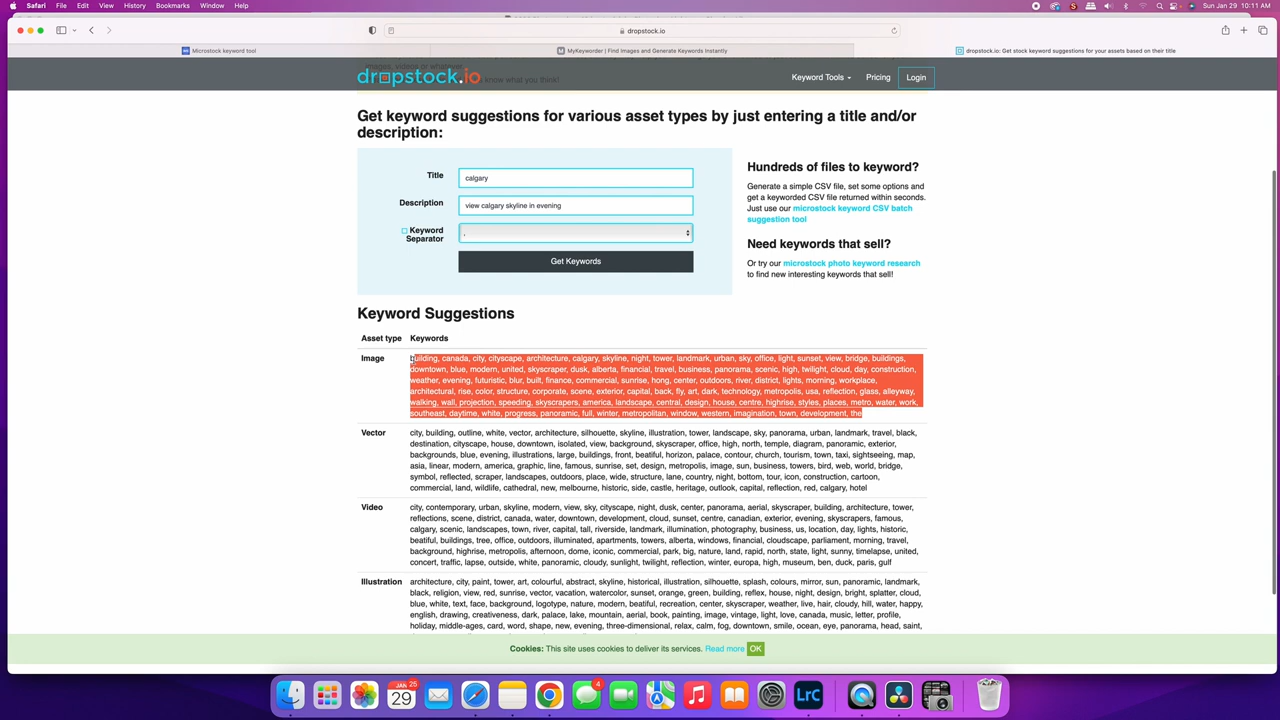 Safari File Edit View History Bookmarks Window Help
Sun Jan 29 10:11 AM
dropstock.io
Microstock keyword tool
MyKeyworder | Find Images and Generate Keywords Instantly
dropstock.io: Get stock keyword suggestions for your assets based on their title
images, videos or whatever
know what you think!
dropstock.io
Keyword Tools
Pricing
Login
Get keyword suggestions for various asset types by just entering a title and/or
description:
Title
calgary
Description
view calgary skyline in evening
Keyword
Separator
,
Get Keywords
Hundreds of files to keyword?
Generate a simple CSV file, set some options and
get a keyworded CSV file returned within seconds.
Just use our microstock keyword CSV batch
suggestion tool
Need keywords that sell?
Or try our microstock photo keyword research
to find new interesting keywords that sell!
Keyword Suggestions
Asset type Keywords
Image
building, canada, city, cityscape, architecture, calgary, skyline, night, tower, landmark, urban, sky, office, light, sunset, view, bridge, buildings,
downtown, blue, modern, united, skyscraper, dusk, alberta, financial, travel, business, panorama, scenic, high, twilight, cloud, day, construction,
weather, evening, futuristic, blur, built, finance, commercial, sunrise, hong, center, outdoors, river, district, lights, morning, workplace,
architectural, rise, color, structure, corporate, scene, exterior, capital, back, fly, art, dark, technology, metropolis, usa, reflection, glass, alleyway,
walking, wall, projection, speeding, skyscrapers, america, landscape, central, design, house, centre, highrise, styles, places, metro, water, work,
southeast, daytime, white, progress, panoramic, full, winter, metropolitan, window, western, imagination, town, development, the
Vector
city, building, outline, white, vector, architecture, silhouette, skyline, illustration, tower, landscape, sky, panorama, urban, landmark, travel, black,
destination, cityscape, house, downtown, isolated, view, background, skyscraper, office, high, north, temple, diagram, panoramic, exterior,
backgrounds, blue, evening, illustrations, large, buildings, front, beatiful, horizon, palace, contour, church, tourism, town, taxi, sightseeing, map,
asia, linear, modern, america, graphic, line, famous, sunrise, set, design, metropolis, image, sun, business, towers, bird, web, world, bridge,
symbol, reflected, scraper, landscapes, outdoors, place, wide, structure, lane, country, night, bottom, tour, icon, construction, cartoon,
commercial, land, wildlife, cathedral, new, melbourne, historic, side, castle, heritage, outlook, capital, reflection, red, calgary, hotel
Video
city, contemporary, urban, skyline, modern, view, sky, cityscape, night, dusk, center, panorama, aerial, skyscraper, building, architecture, tower,
reflections, scene, district, canada, water, downtown, development, cloud, sunset, centre, canadian, exterior, evening, skyscrapers, famous,
calgary, scenic, landscapes, town, river, capital, tall, riverside, landmark, illumination, photography, business, us, location, day, lights, historic,
beatiful, buildings, tree, office, outdoors, illuminated, apartments, towers, alberta, windows, financial, cloudscape, parliament, morning, travel,
background, highrise, metropolis, afternoon, dome, iconic, commercial, park, big, nature, land, rapid, north, state, light, sunny, timelapse, united,
concert, traffic, lapse, outside, white, panoramic, cloudy, sunlight, twilight, reflection, winter, europa, high, museum, ben, duck, paris, gulf
Illustration
architecture, city, paint, tower, art, colourful, abstract, skyline, historical, illustration, silhouette, splash, colours, mirror, sun, panoramic, landmark,
black, religion, view, red, sunrise, vector, vacation, watercolor, sunset, orange, green, building, reflex, house, night, design, bright, splatter, cloud,
blue, white, text, face, background, logotype, nature, modern, beatiful, recreation, center, skyscraper, weather, live, hair, cloudy, hill, water, happy,
english, drawing, creativeness, dark, palace, lake, mountain, aerial, book, painting, image, vintage, light, love, canada, music, letter, profile,
holiday, middle-ages, card, word, shape, new, evening, three-dimensional, relax, calm, fog, downtown, smile, ocean, eye, panorama, head, saint,
Cookies: This site uses cookies to deliver its services. Read more OK
JAN 25
29
4
LrC